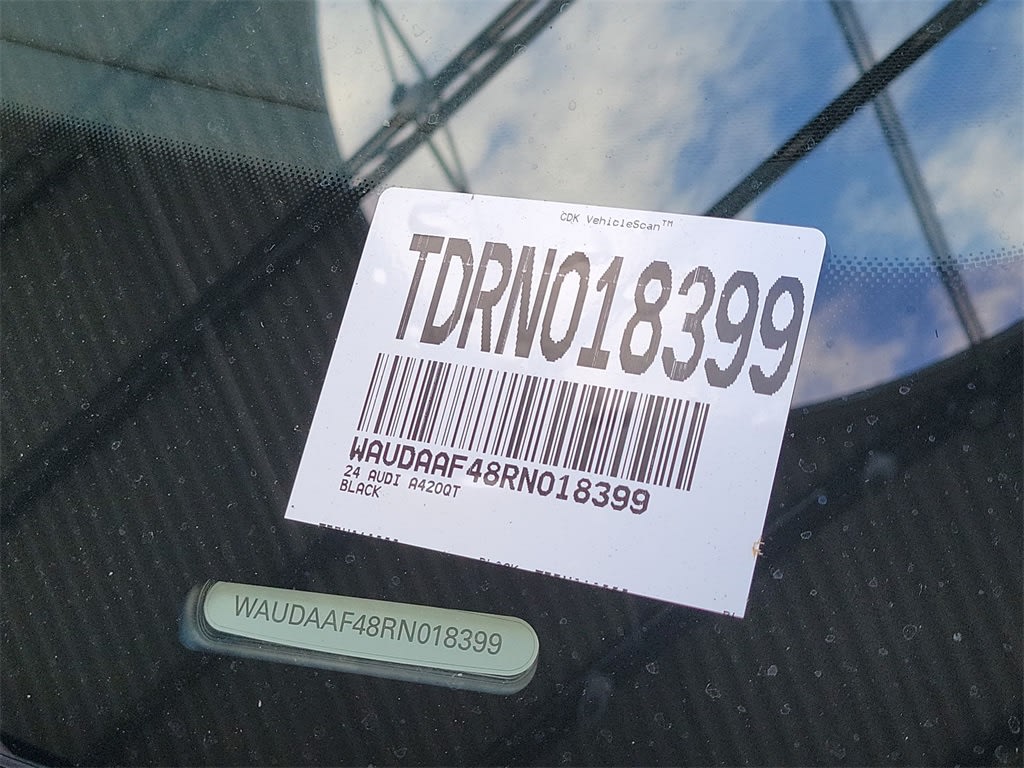 CDK VehicleScan™
TDRN018399
WAUDAAF48RN018399
24 AUDI A420QT
BLACK
WAUDAAF48RN018399